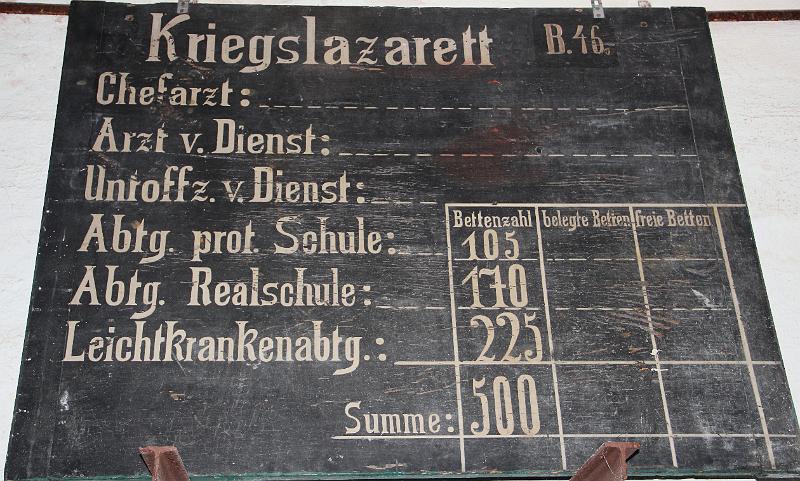 Kriegslazarett B.46.
Chefarzt:
Arzt v. Dienst:
Untoffz. v. Dienst:
Bettenzahl belegte Betten freie Betten
Abtg. prot. Schule: 105
Abtg. Realschule: 170
Leichtkrankenabtg.: 225
Summe: 500